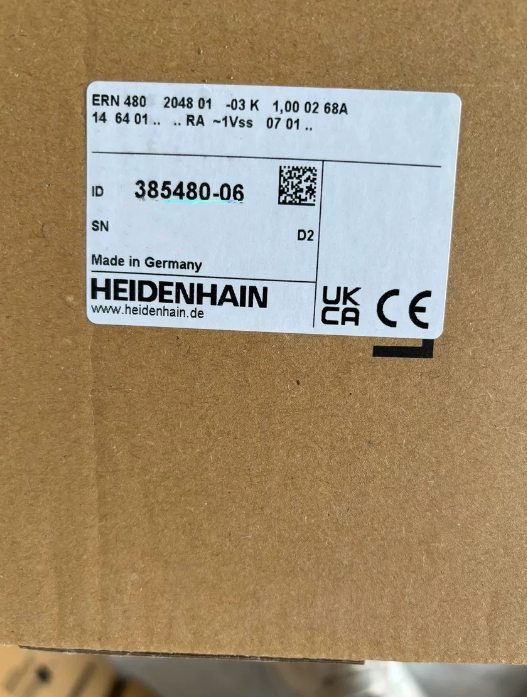 ERN 480 2048 01 -03 K 1,00 02 68A
14 64 01 .. .. RA ~1Vss 07 01 ..
ID 385480-06
SN
D2
Made in Germany
HEIDENHAIN
www.heidenhain.de
UK
CA CE